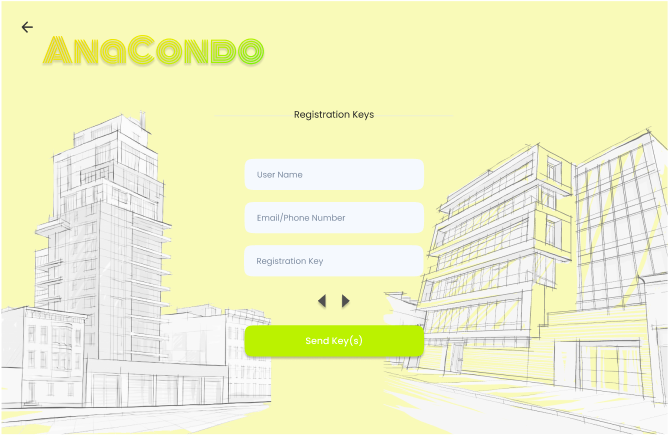 AnaCondo
Registration Keys
User Name
Email/Phone Number
Registration Key
Send Key(s)